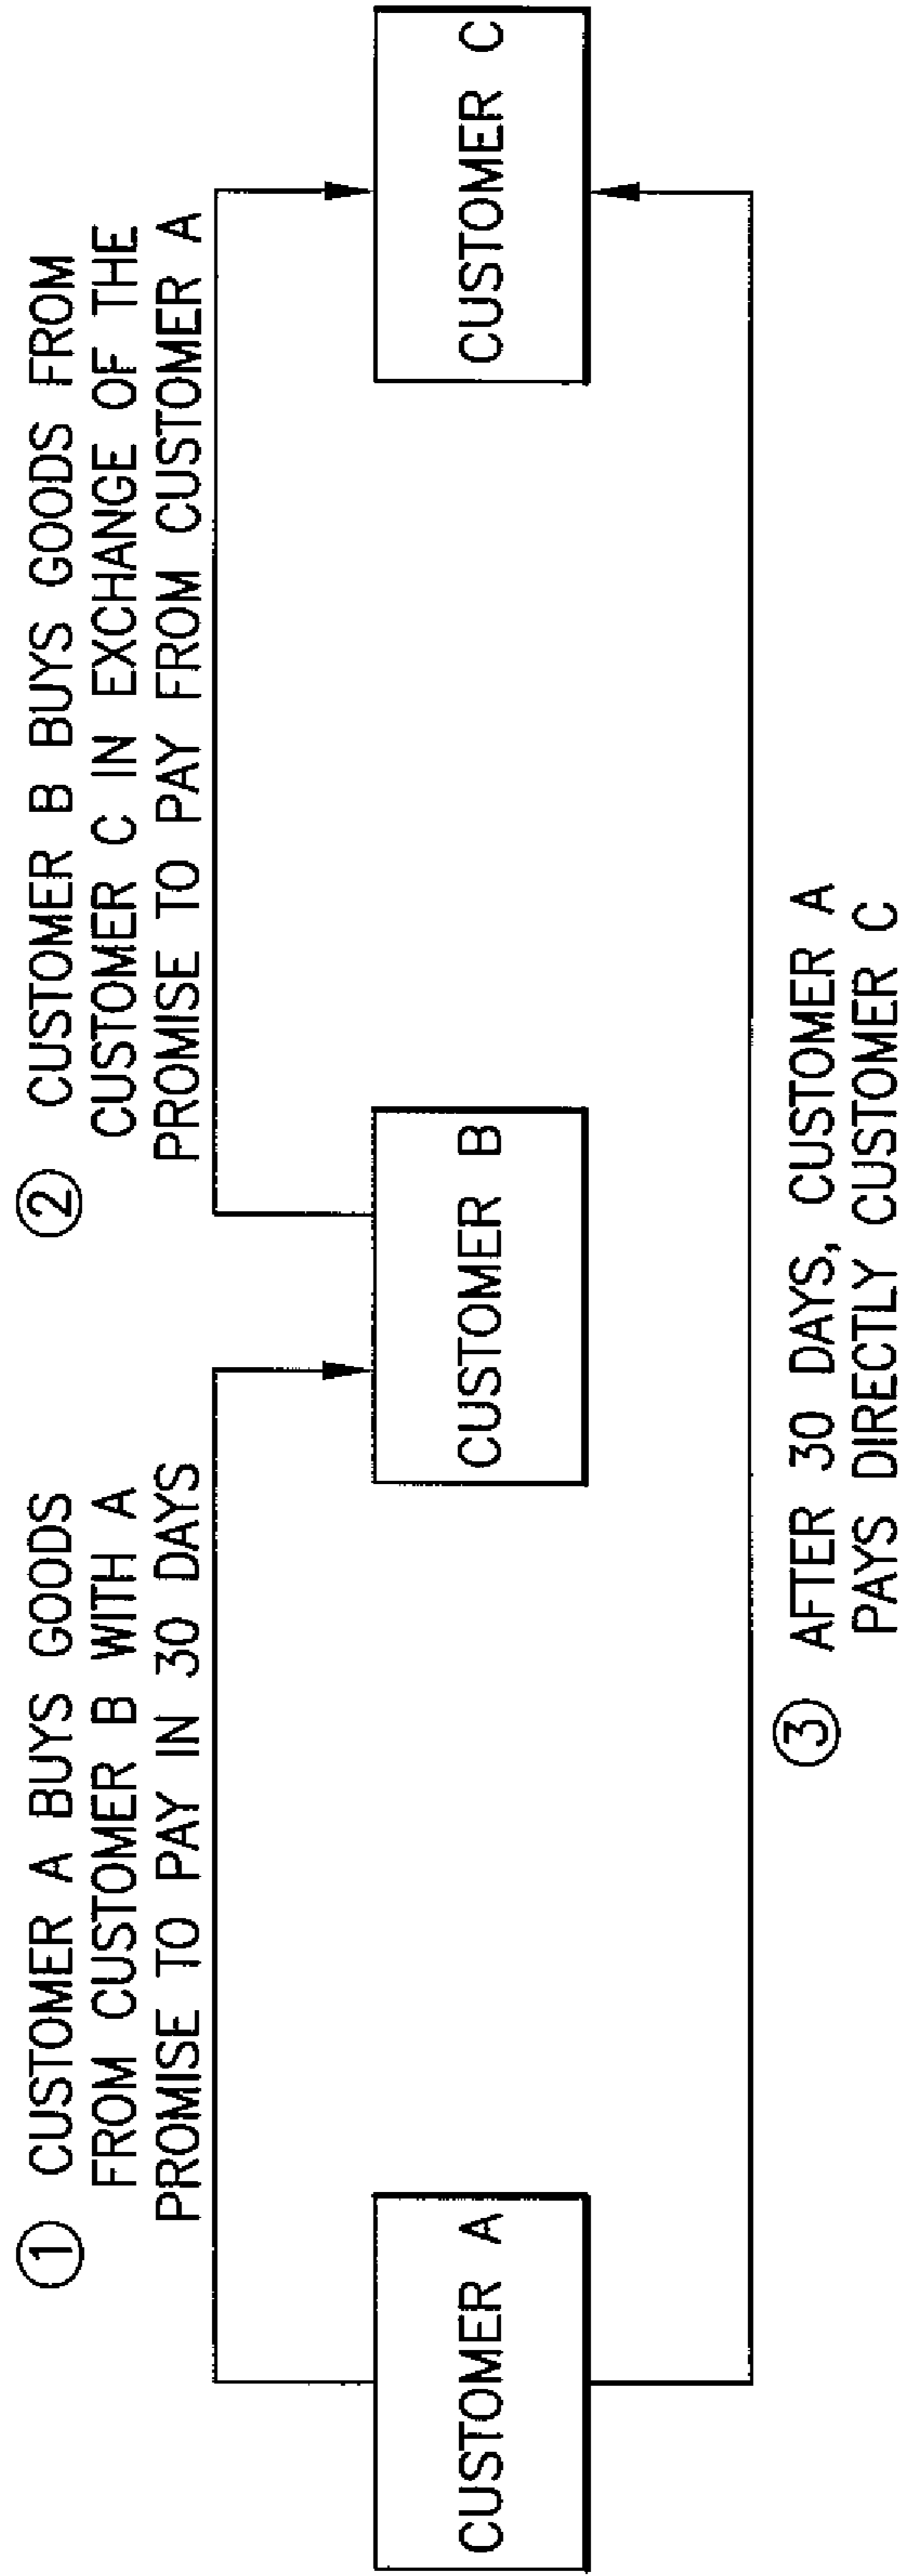 ① CUSTOMER A BUYS GOODS
FROM CUSTOMER B WITH A
PROMISE TO PAY IN 30 DAYS
② CUSTOMER B BUYS GOODS FROM
CUSTOMER C IN EXCHANGE OF THE
PROMISE TO PAY FROM CUSTOMER A
CUSTOMER A
CUSTOMER B
CUSTOMER C
③ AFTER 30 DAYS, CUSTOMER A
PAYS DIRECTLY CUSTOMER C